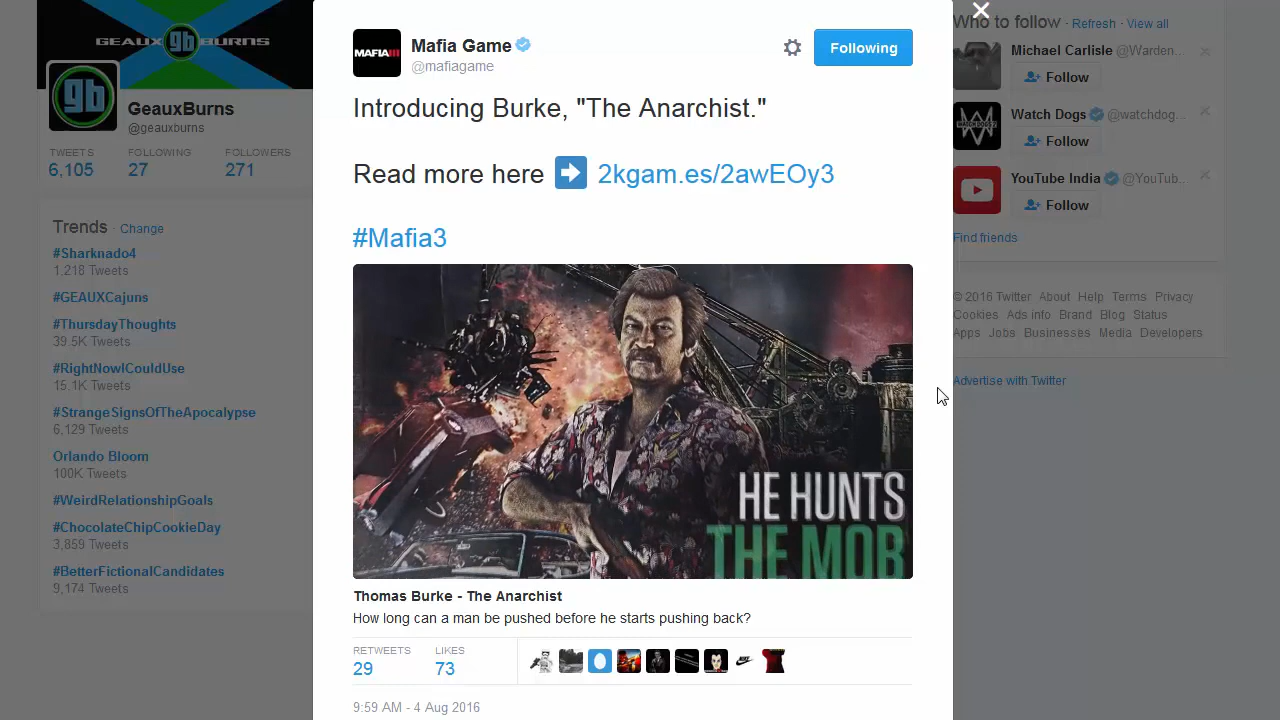 GEAUX gb BURNS
gb
GeauxBurns
@geauxburns
TWEETS FOLLOWING FOLLOWERS
6,105 27 271
Trends · Change
#Sharknado4
1,218 Tweets
#GEAUXCajuns
#ThursdayThoughts
39.5K Tweets
#RightNowICouldUse
15.1K Tweets
#StrangeSignsOfTheApocalypse
6,129 Tweets
Orlando Bloom
100K Tweets
#WeirdRelationshipGoals
#ChocolateChipCookieDay
3,859 Tweets
#BetterFictionalCandidates
9,174 Tweets
MAFIA III
Mafia Game
@mafiagame
Following
Introducing Burke, "The Anarchist."
Read more here ➡ 2kgam.es/2awEOy3
#Mafia3
HE HUNTS
THE MOB
Thomas Burke - The Anarchist
How long can a man be pushed before he starts pushing back?
RETWEETS LIKES
29 73
9:59 AM - 4 Aug 2016
Who to follow · Refresh · View all
Michael Carlisle @Warden...
Follow
Watch Dogs @watchdog...
Follow
YouTube India @YouTub...
Follow
Find friends
© 2016 Twitter About Help Terms Privacy
Cookies Ads info Brand Blog Status
Apps Jobs Businesses Media Developers
Advertise with Twitter